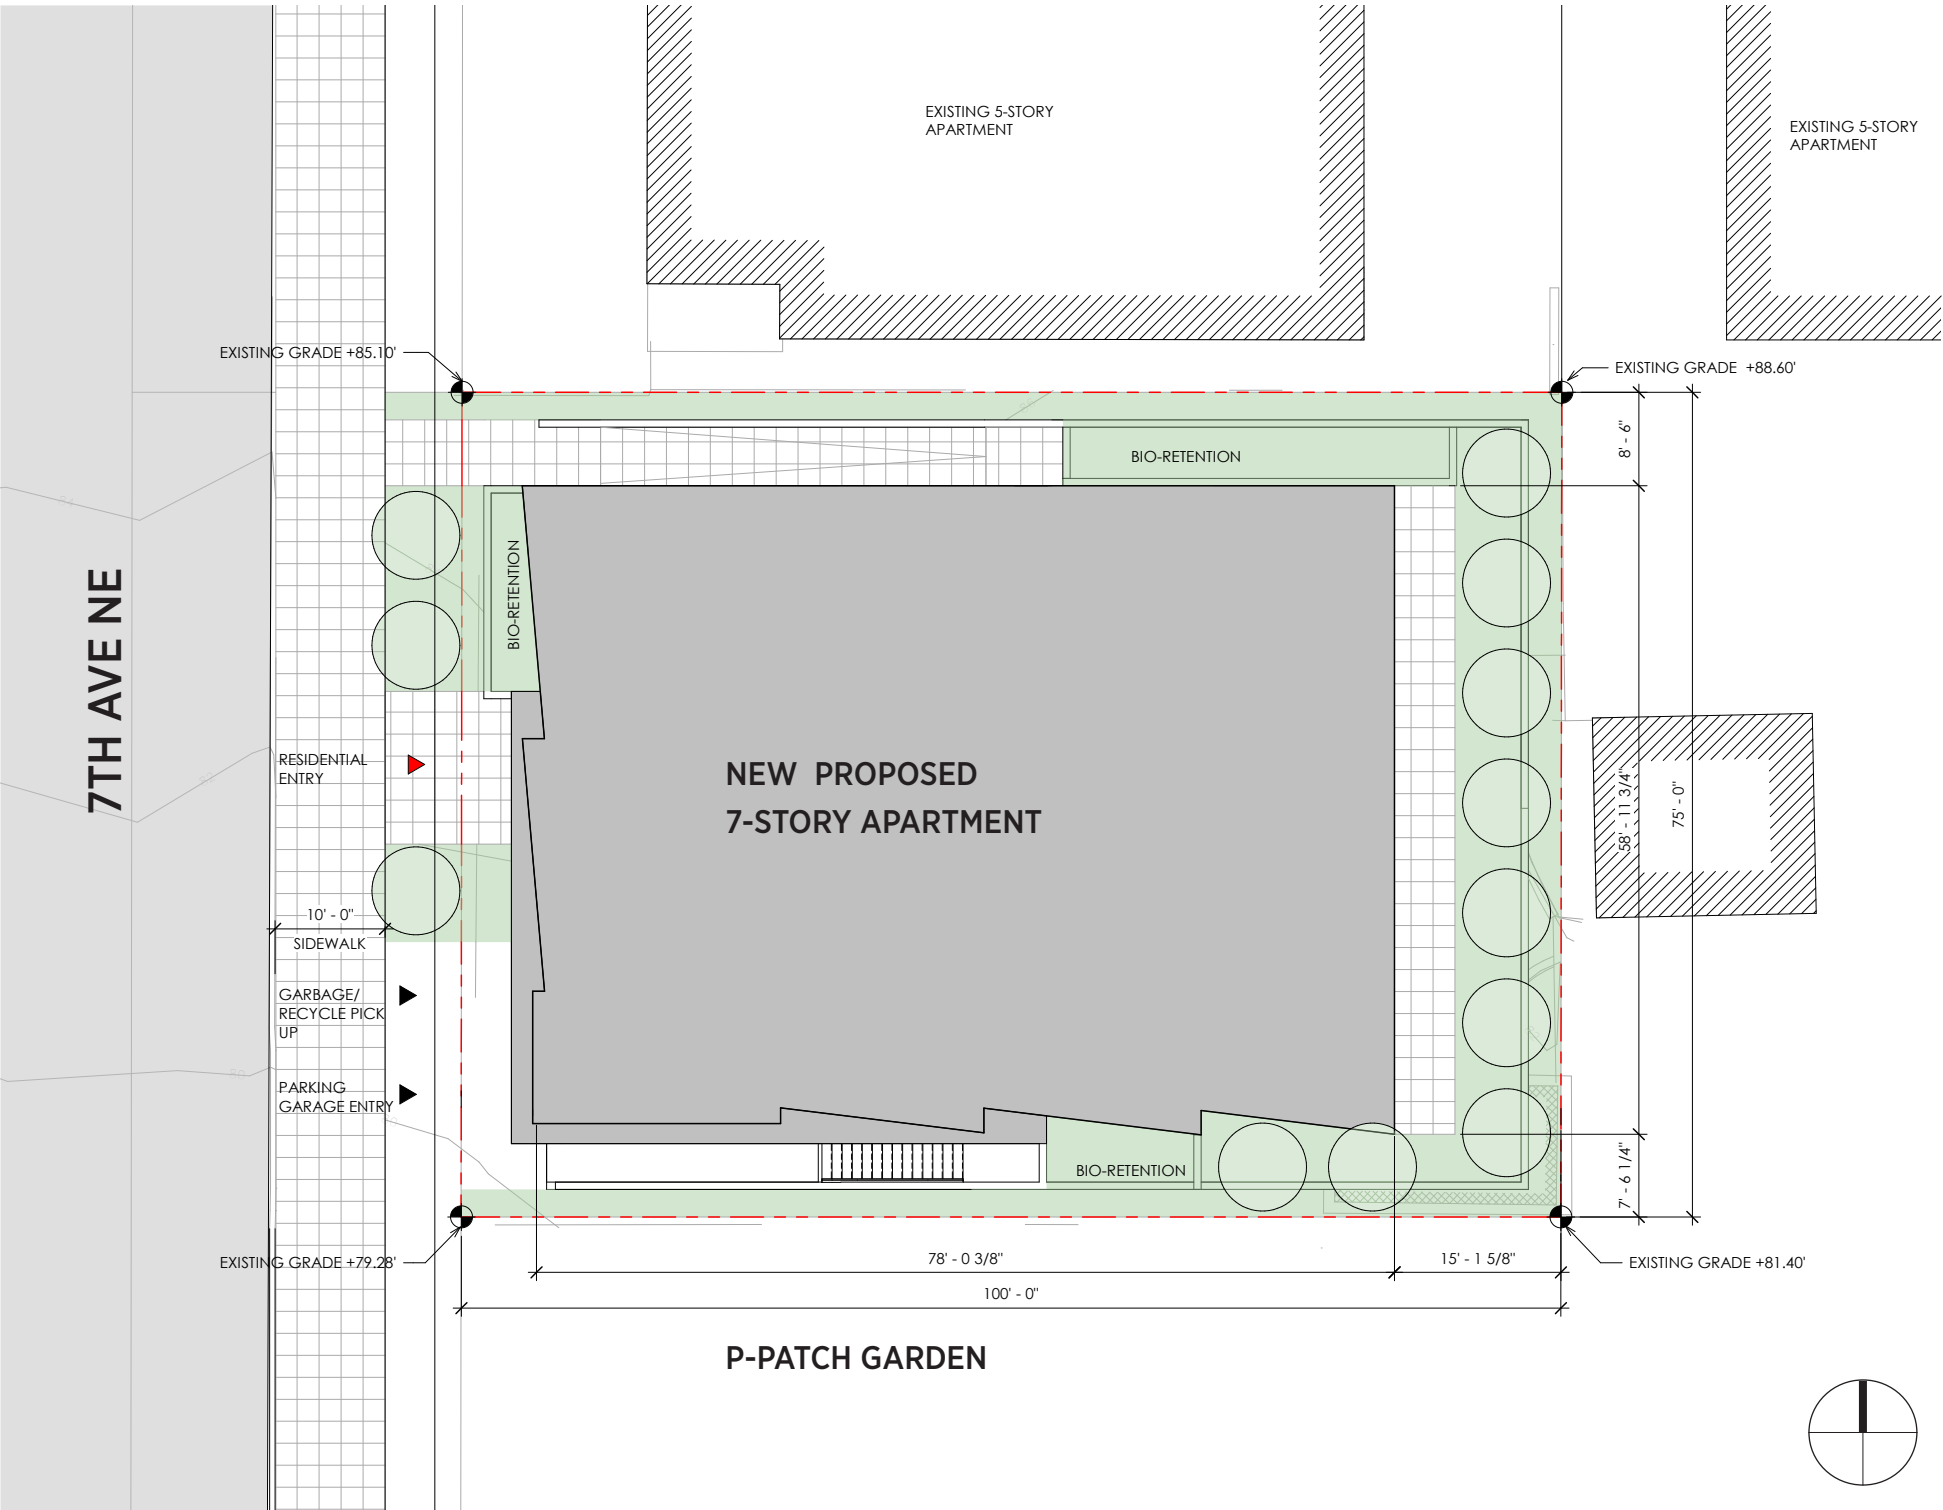 EXISTING 5-STORY
APARTMENT
EXISTING 5-STORY
APARTMENT
EXISTING GRADE +85.10'
EXISTING GRADE +88.60'
8' - 6"
BIO-RETENTION
BIO-RETENTION
7TH AVE NE
RESIDENTIAL
ENTRY
NEW PROPOSED
7-STORY APARTMENT
58' - 11 3/4"
75' - 0"
10' - 0"
SIDEWALK
GARBAGE/
RECYCLE PICK
UP
PARKING
GARAGE ENTRY
BIO-RETENTION
7' - 6 1/4"
EXISTING GRADE +79.28'
78' - 0 3/8"
15' - 1 5/8"
EXISTING GRADE +81.40'
100' - 0"
P-PATCH GARDEN